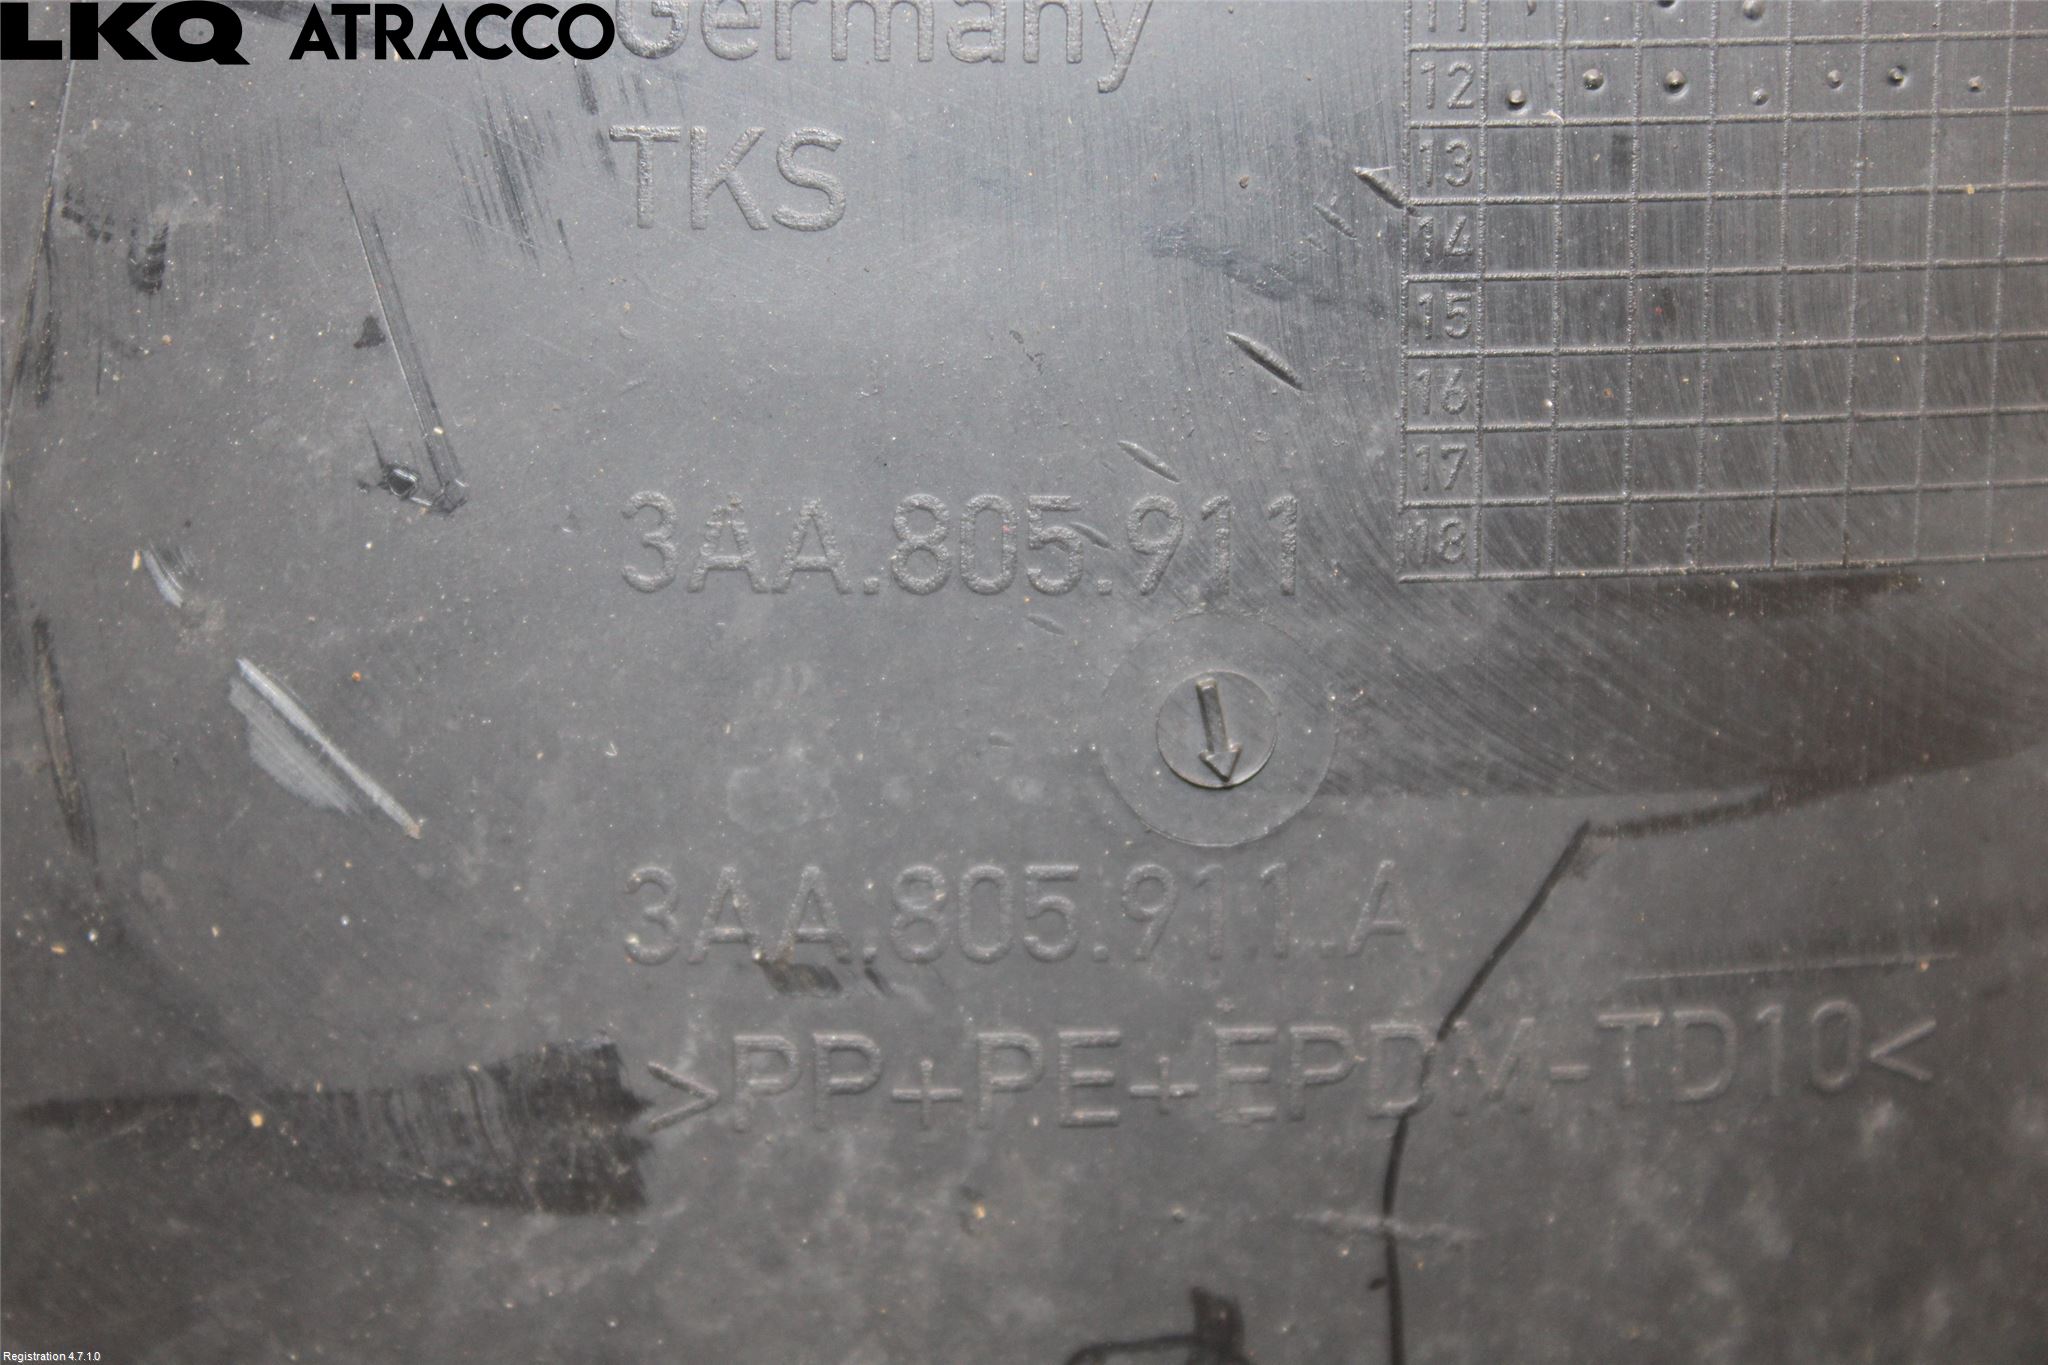 LKQ ATRACCO
Germany
TKS
11
12
13
14
15
16
17
18
3AA.805.911
3AA.805.911.A
>PP+PE+EPDM-TD10<
Registration 4.7.1.0